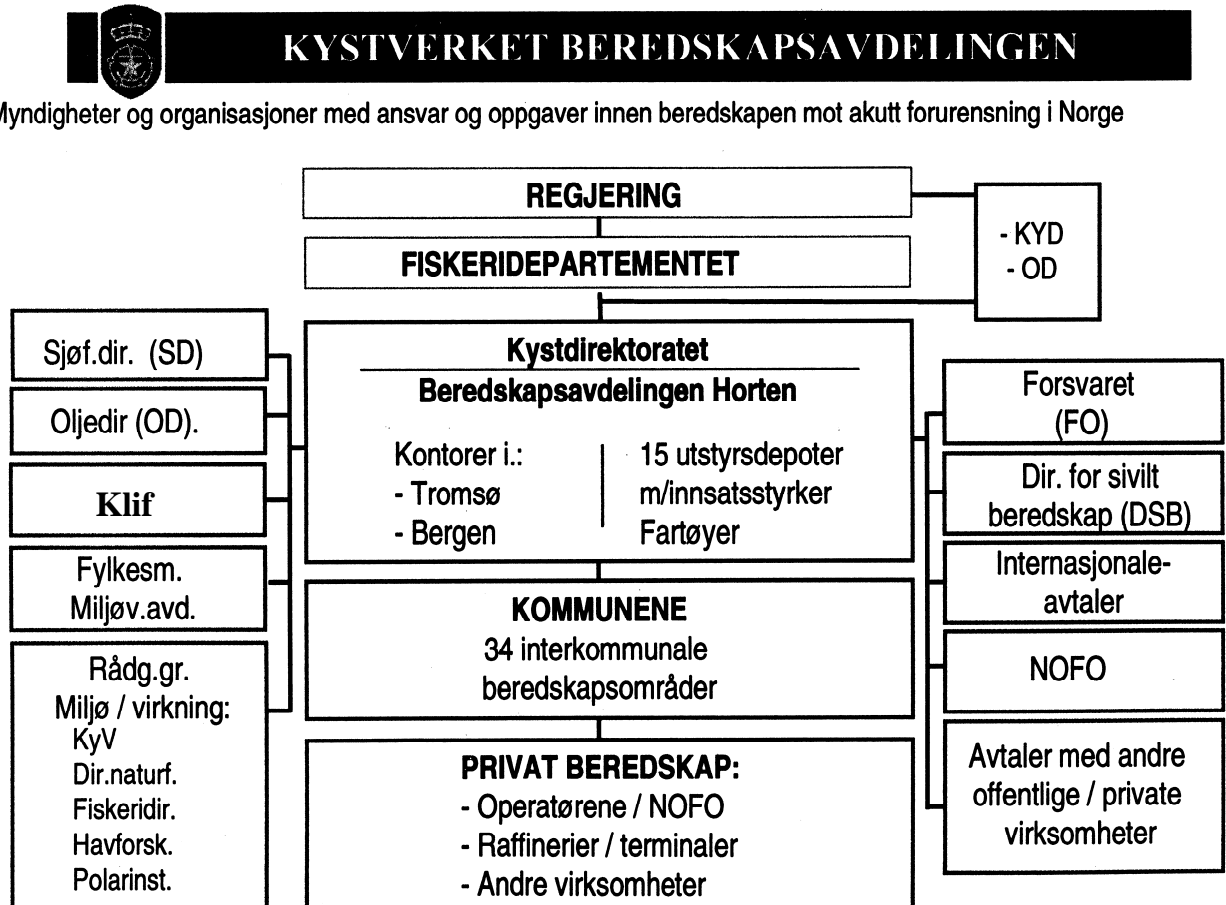 KYSTVERKET BEREDSKAPSAVDELINGEN
Myndigheter og organisasjoner med ansvar og oppgaver innen beredskapen mot akutt forurensning i Norge
REGJERING
- KYD
- OD
FISKERIDEPARTEMENTET
Sjøf.dir. (SD)
Oljedir (OD).
Klif
Fylkesm.
Miljøv.avd.
Rådg.gr.
Miljø / virkning:
KyV
Dir.naturf.
Fiskeridir.
Havforsk.
Polarinst.
Kystdirektoratet
Beredskapsavdelingen Horten
Kontorer i.:
- Tromsø
- Bergen
15 utstyrsdepoter
m/innsatsstyrker
Fartøyer
KOMMUNENE
34 interkommunale
beredskapsområder
PRIVAT BEREDSKAP:
- Operatørene / NOFO
- Raffinerier / terminaler
- Andre virksomheter
Forsvaret
(FO)
Dir. for sivilt
beredskap (DSB)
Internasjonale-
avtaler
NOFO
Avtaler med andre
offentlige / private
virksomheter